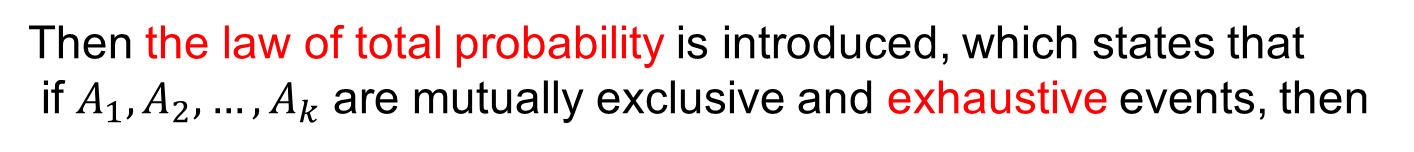 Then the law of total probability is introduced, which states that
if A₁, A₂, … , Aₖ are mutually exclusive and exhaustive events, then